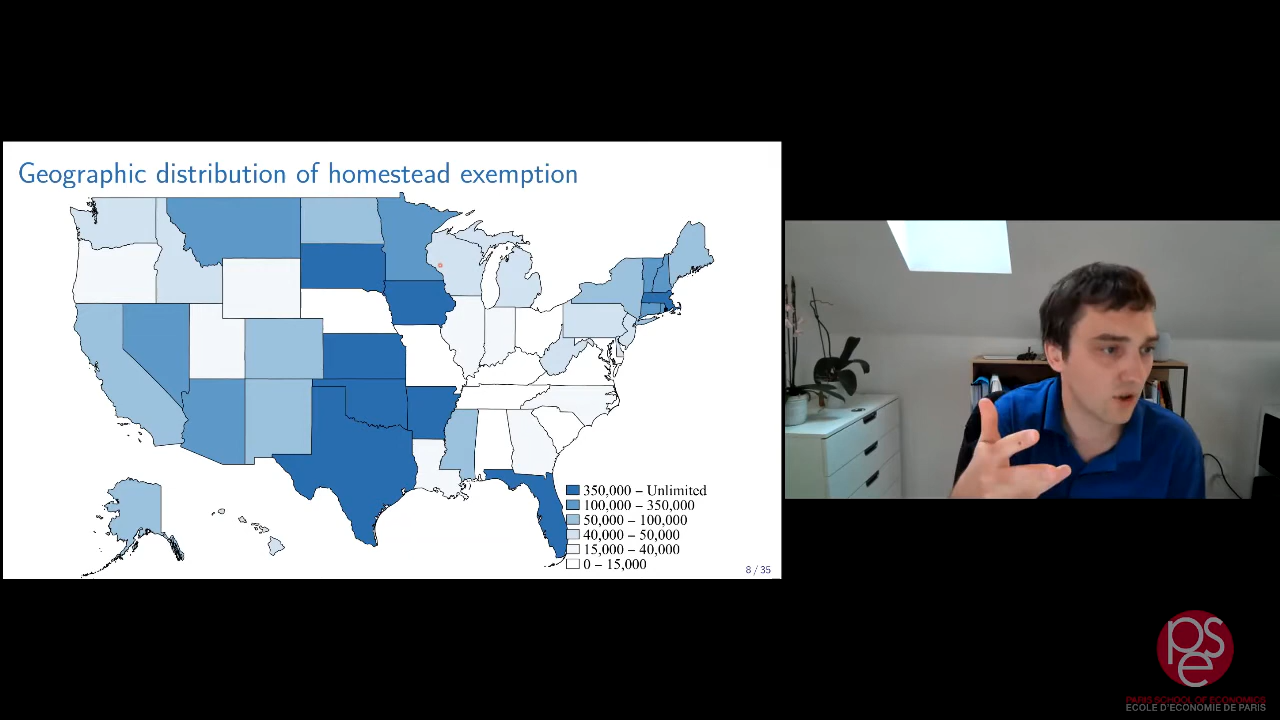 Geographic distribution of homestead exemption
350,000 – Unlimited
100,000 – 350,000
50,000 – 100,000
40,000 – 50,000
15,000 – 40,000
0 – 15,000
8 / 35
pse
PARIS SCHOOL OF ECONOMICS
ECOLE D'ECONOMIE DE PARIS